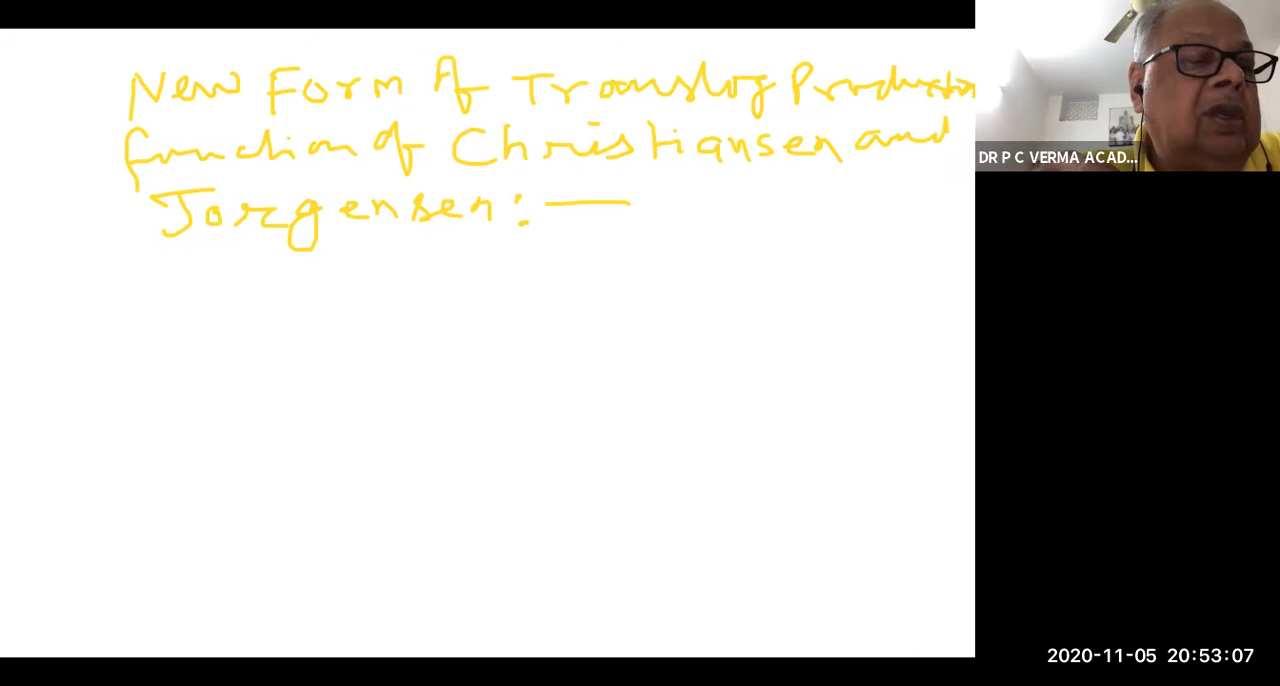 New Form Of Translog Production
function of Christiansen and
Jorgensen: —
DR P C VERMA ACAD...
2020-11-05 20:53:07